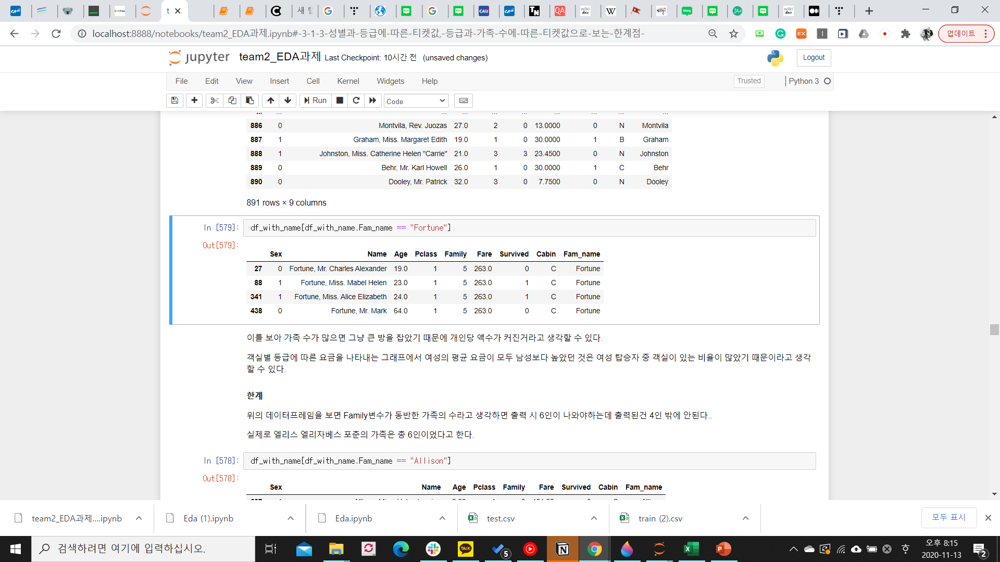 t
새 탭
localhost:8888/notebooks/team2_EDA과제.ipynb#-3-1-3-성별과-등급에-따른-티켓값,-등급과-가족-수에-따른-티켓값으로-보는-한계점-
업데이트
jupyter team2_EDA과제 Last Checkpoint: 10시간 전 (unsaved changes)
Logout
File Edit View Insert Cell Kernel Widgets Help
Trusted
Python 3
Run
Code
... ... ... ... ... ... ... ... ... ...
886 0 Montvila, Rev. Juozas 27.0 2 0 13.0000 0 N Montvila
887 1 Graham, Miss. Margaret Edith 19.0 1 0 30.0000 1 B Graham
888 1 Johnston, Miss. Catherine Helen "Carrie" 21.0 3 3 23.4500 0 N Johnston
889 0 Behr, Mr. Karl Howell 26.0 1 0 30.0000 1 C Behr
890 0 Dooley, Mr. Patrick 32.0 3 0 7.7500 0 N Dooley
891 rows × 9 columns
In [579]: df_with_name[df_with_name.Fam_name == "Fortune"]
Out[579]:
Sex Name Age Pclass Family Fare Survived Cabin Fam_name
27 0 Fortune, Mr. Charles Alexander 19.0 1 5 263.0 0 C Fortune
88 1 Fortune, Miss. Mabel Helen 23.0 1 5 263.0 1 C Fortune
341 1 Fortune, Miss. Alice Elizabeth 24.0 1 5 263.0 1 C Fortune
438 0 Fortune, Mr. Mark 64.0 1 5 263.0 0 C Fortune
이를 보아 가족 수가 많으면 그냥 큰 방을 잡았기 때문에 개인당 액수가 커진거라고 생각할 수 있다.
객실별 등급에 따른 요금을 나타내는 그래프에서 여성의 평균 요금이 모두 남성보다 높았던 것은 여성 탑승자 중 객실이 있는 비율이 많았기 때문이라고 생각
할 수 있다.
한계
위의 데이터프레임을 보면 Family변수가 동반한 가족의 수라고 생각하면 출력 시 6인이 나와야하는데 출력된건 4인 밖에 안된다..
실제로 엘리스 엘리자베스 포춘의 가족은 총 6인이었다고 한다.
In [578]: df_with_name[df_with_name.Fam_name == "Allison"]
Out[578]:
Sex Name Age Pclass Family Fare Survived Cabin Fam_name
team2_EDA과제....ipynb
Eda (1).ipynb
Eda.ipynb
test.csv
train (2).csv
모두 표시
검색하려면 여기에 입력하십시오.
TALK
5
오후 8:15
2020-11-13
2